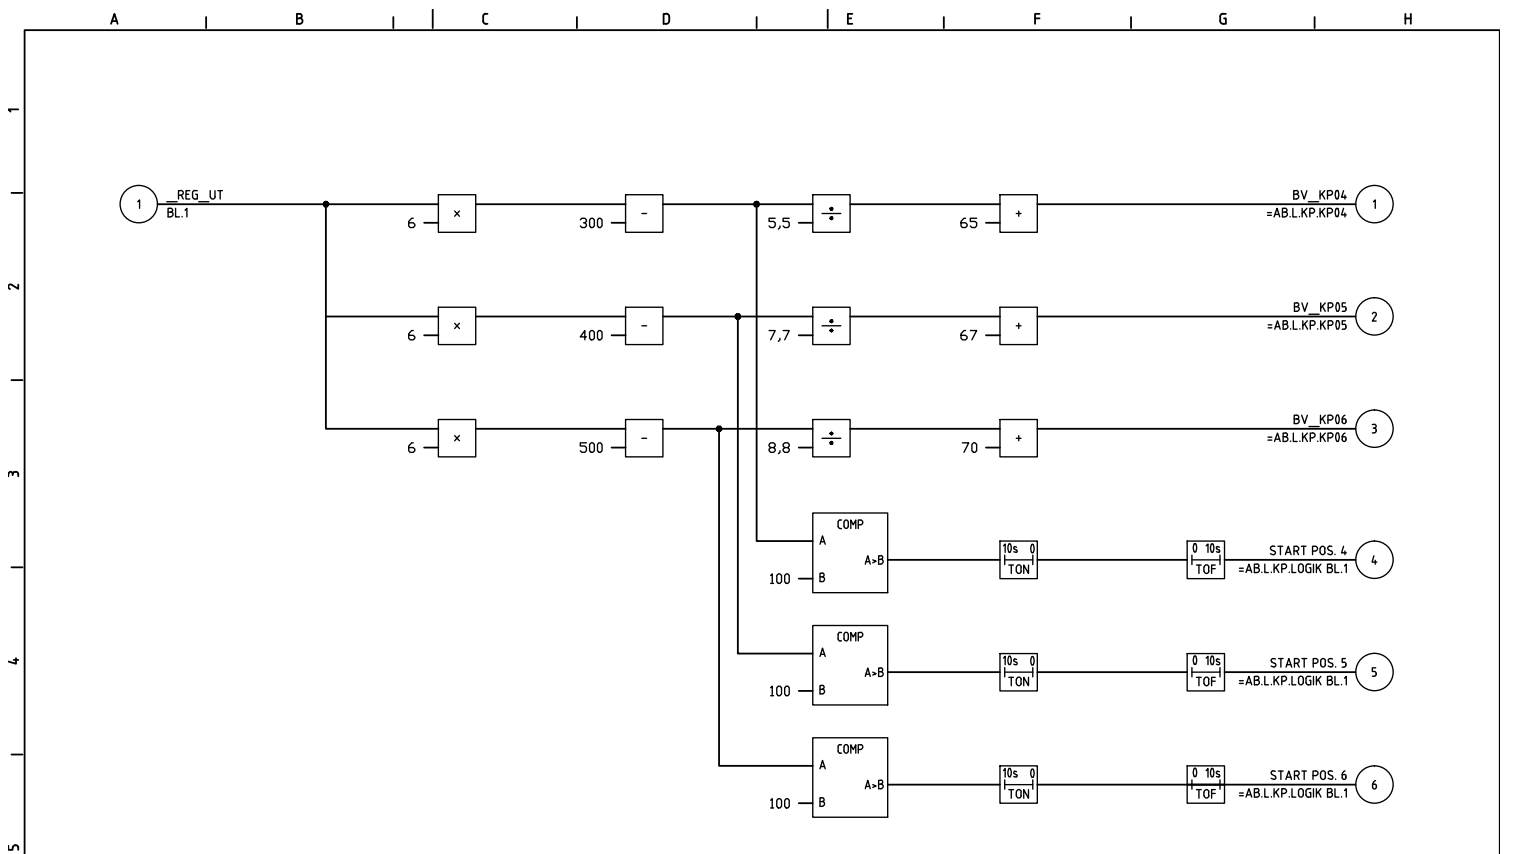 A B C D E F G H
1
1 __REG__UT BL.1
6 × 300 − 5,5 ÷ 65 + BV__KP04 =AB.L.KP.KP04 1
2
6 × 400 − 7,7 ÷ 67 + BV__KP05 =AB.L.KP.KP05 2
6 × 500 − 8,8 ÷ 70 + BV__KP06 =AB.L.KP.KP06 3
3
COMP
A
A>B
100 B
10s 0
TON
0 10s
TOF
START POS. 4
=AB.L.KP.LOGIK BL.1
4
4
COMP
A
A>B
100 B
10s 0
TON
0 10s
TOF
START POS. 5
=AB.L.KP.LOGIK BL.1
5
COMP
A
A>B
100 B
10s 0
TON
0 10s
TOF
START POS. 6
=AB.L.KP.LOGIK BL.1
6
5